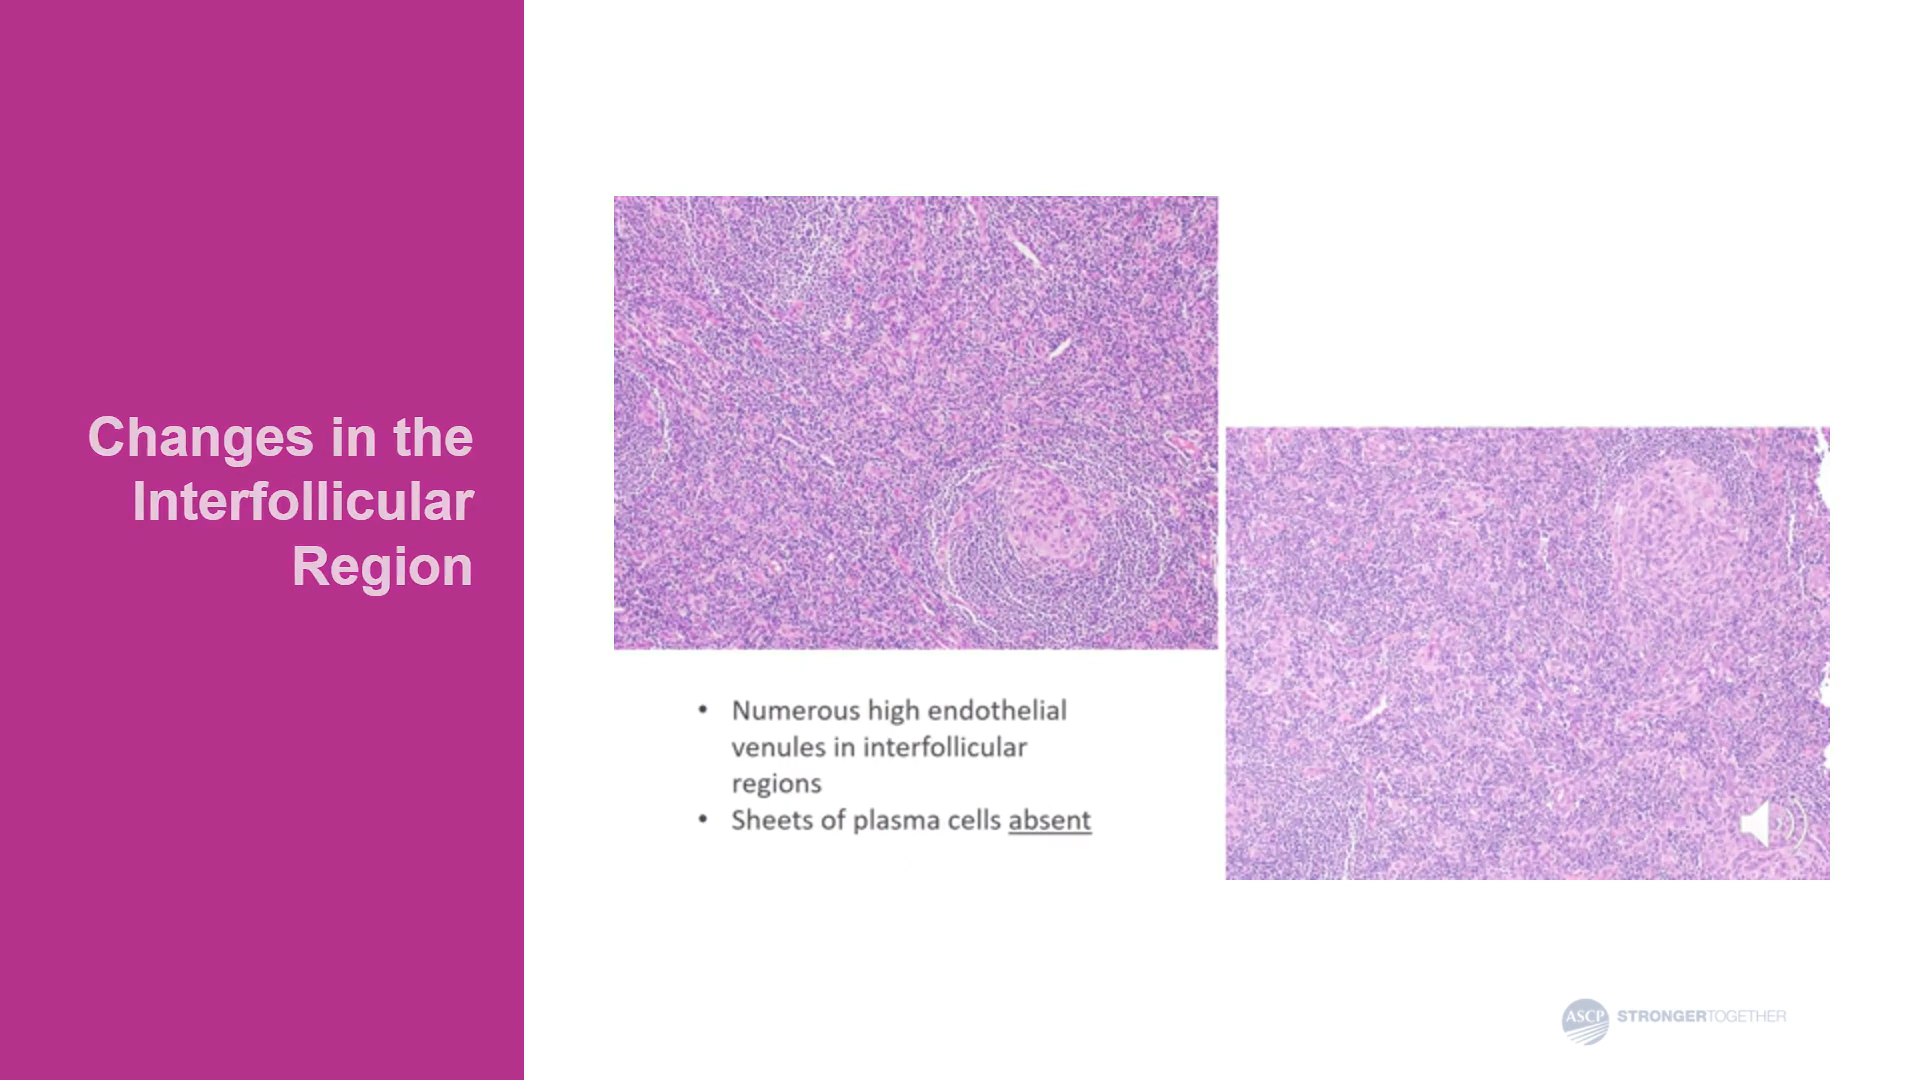 Changes in the
Interfollicular
Region
• Numerous high endothelial
venules in interfollicular
regions
• Sheets of plasma cells absent
ASCP STRONGERTOGETHER